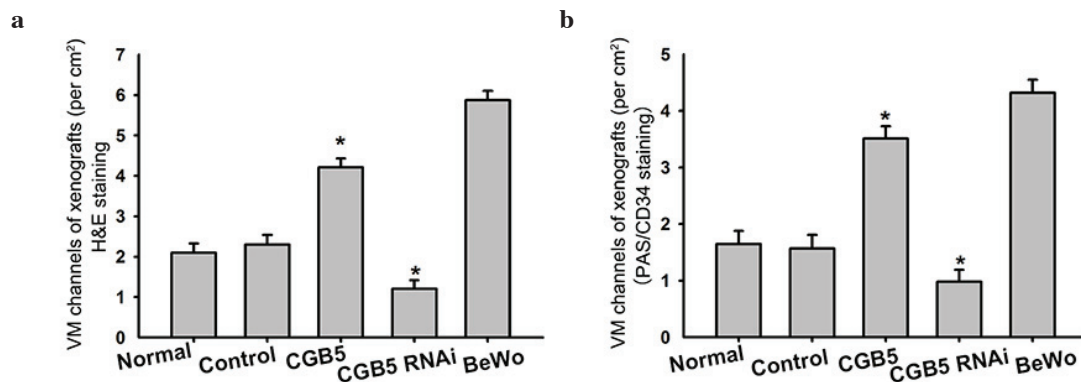 a
VM channels of xenografts (per cm²)
H&E staining
7
6
5
4
3
2
1
0
*
*
Normal
Control
CGB5
CGB5 RNAi
BeWo
b
VM channels of xenografts (per cm²)
(PAS/CD34 staining)
5
4
3
2
1
0
*
*
Normal
Control
CGB5
CGB5 RNAi
BeWo